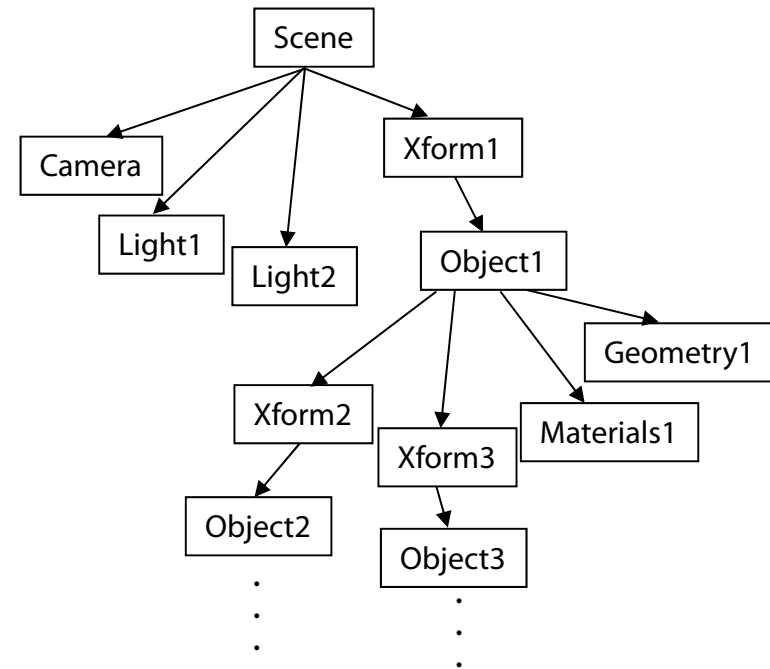 Scene
Camera
Xform1
Light1
Light2
Object1
Geometry1
Xform2
Materials1
Xform3
Object2
Object3